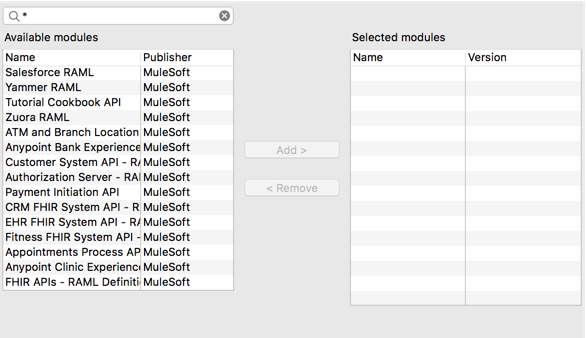 *
Available modules
Selected modules
Name Publisher
Name Version
Salesforce RAML MuleSoft
Yammer RAML MuleSoft
Tutorial Cookbook API MuleSoft
Zuora RAML MuleSoft
ATM and Branch Location MuleSoft
Anypoint Bank Experience MuleSoft
Customer System API - RA MuleSoft
Authorization Server - RAM MuleSoft
Payment Initiation API MuleSoft
CRM FHIR System API - R MuleSoft
EHR FHIR System API - RA MuleSoft
Fitness FHIR System API - MuleSoft
Appointments Process AP MuleSoft
Anypoint Clinic Experience MuleSoft
FHIR APIs - RAML Definiti MuleSoft
Add >
< Remove